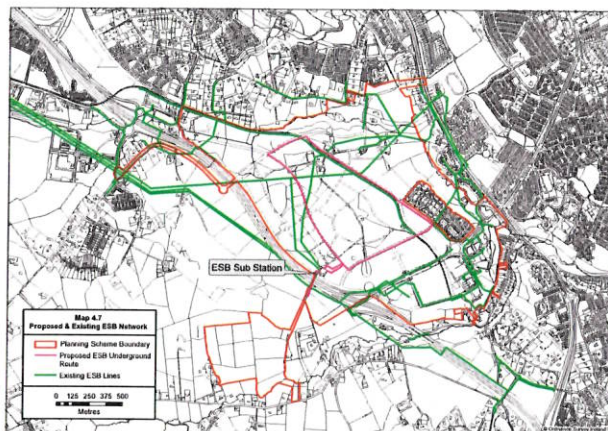 ESB Sub Station
Map 4.7
Proposed & Existing ESB Network
Planning Scheme Boundary
Proposed ESB Underground
Route
Existing ESB Lines
0 125 250 375 500
Metres